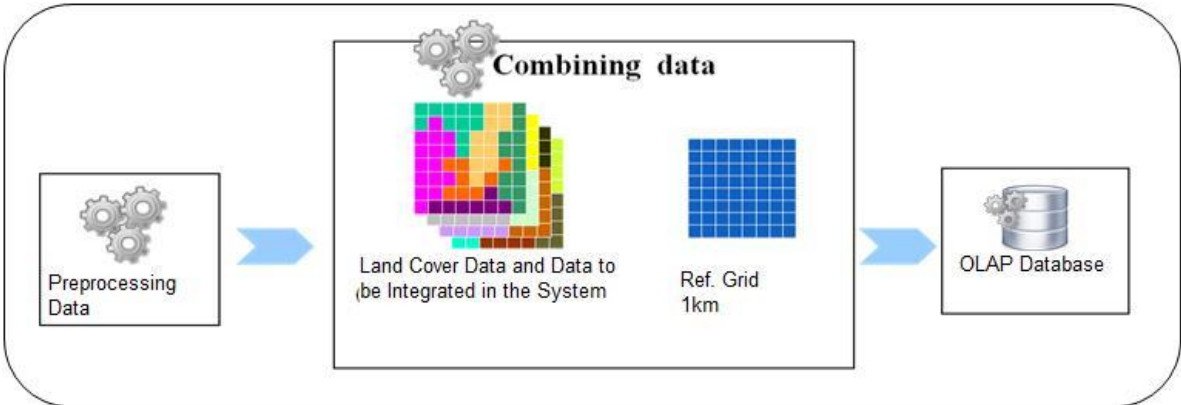 Combining data
Preprocessing
Data
Land Cover Data and Data to
(be Integrated in the System
Ref. Grid
1km
OLAP Database